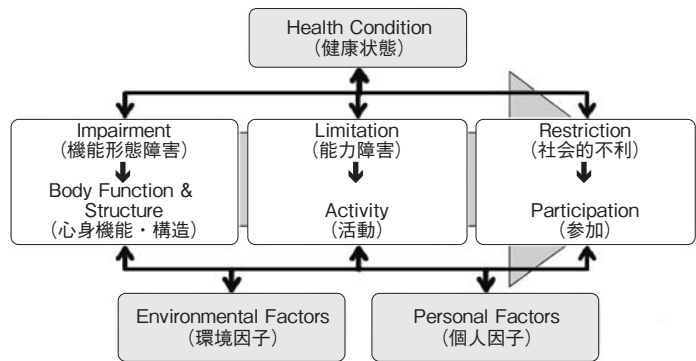 Health Condition
（健康状態）
Impairment
（機能形態障害）
Body Function &
Structure
（心身機能・構造）
Limitation
（能力障害）
Activity
（活動）
Restriction
（社会的不利）
Participation
（参加）
Environmental Factors
（環境因子）
Personal Factors
（個人因子）